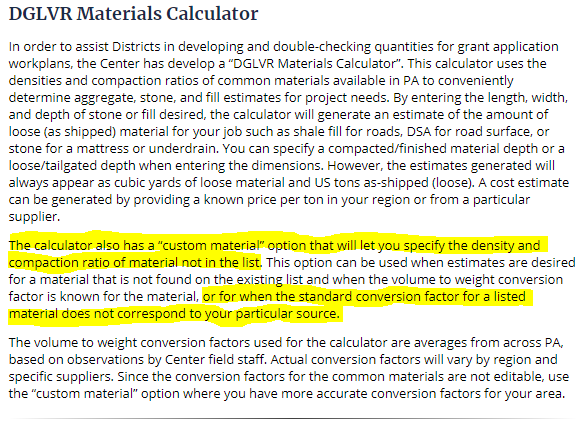 DGLVR Materials Calculator
In order to assist Districts in developing and double-checking quantities for grant application
workplans, the Center has develop a “DGLVR Materials Calculator”. This calculator uses the
densities and compaction ratios of common materials available in PA to conveniently
determine aggregate, stone, and fill estimates for project needs. By entering the length, width,
and depth of stone or fill desired, the calculator will generate an estimate of the amount of
loose (as shipped) material for your job such as shale fill for roads, DSA for road surface, or
stone for a mattress or underdrain. You can specify a compacted/finished material depth or a
loose/tailgated depth when entering the dimensions. However, the estimates generated will
always appear as cubic yards of loose material and US tons as-shipped (loose). A cost estimate
can be generated by providing a known price per ton in your region or from a particular
supplier.
The calculator also has a “custom material” option that will let you specify the density and
compaction ratio of material not in the list. This option can be used when estimates are desired
for a material that is not found on the existing list and when the volume to weight conversion
factor is known for the material, or for when the standard conversion factor for a listed
material does not correspond to your particular source.
The volume to weight conversion factors used for the calculator are averages from across PA,
based on observations by Center field staff. Actual conversion factors will vary by region and
specific suppliers. Since the conversion factors for the common materials are not editable, use
the “custom material” option where you have more accurate conversion factors for your area.